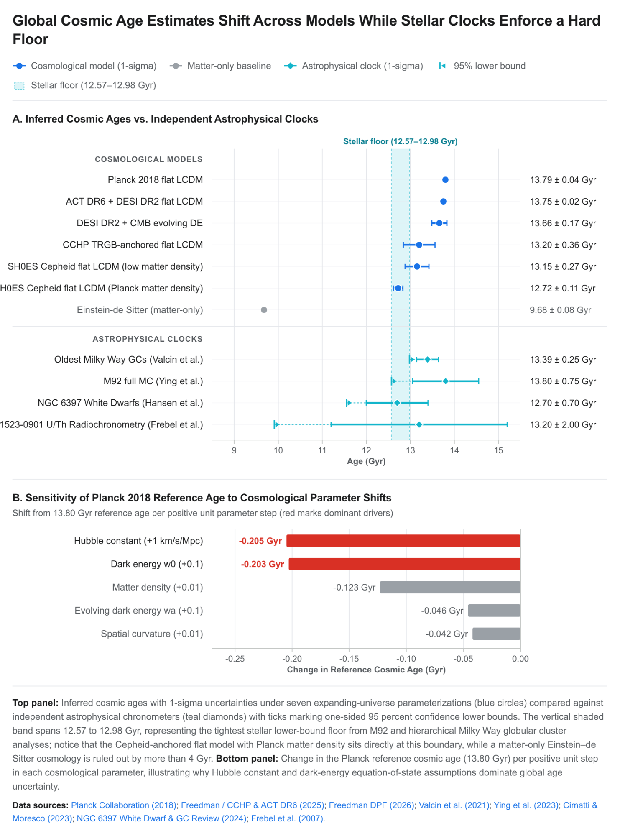 Global Cosmic Age Estimates Shift Across Models While Stellar Clocks Enforce a Hard
Floor
Cosmological model (1-sigma) Matter-only baseline Astrophysical clock (1-sigma) 95% lower bound
Stellar floor (12.57–12.98 Gyr)
A. Inferred Cosmic Ages vs. Independent Astrophysical Clocks
Stellar floor (12.57–12.98 Gyr)
COSMOLOGICAL MODELS
Planck 2018 flat LCDM 13.79 ± 0.04 Gyr
ACT DR6 + DESI DR2 flat LCDM 13.75 ± 0.02 Gyr
DESI DR2 + CMB evolving DE 13.66 ± 0.17 Gyr
CCHP TRGB-anchored flat LCDM 13.20 ± 0.36 Gyr
SH0ES Cepheid flat LCDM (low matter density) 13.15 ± 0.27 Gyr
H0ES Cepheid flat LCDM (Planck matter density) 12.72 ± 0.11 Gyr
Einstein-de Sitter (matter-only) 9.68 ± 0.08 Gyr
ASTROPHYSICAL CLOCKS
Oldest Milky Way GCs (Valcin et al.) 13.39 ± 0.25 Gyr
M92 full MC (Ying et al.) 13.80 ± 0.75 Gyr
NGC 6397 White Dwarfs (Hansen et al.) 12.70 ± 0.70 Gyr
1523-0901 U/Th Radiochronometry (Frebel et al.) 13.20 ± 2.00 Gyr
9 10 11 12 13 14 15
Age (Gyr)
B. Sensitivity of Planck 2018 Reference Age to Cosmological Parameter Shifts
Shift from 13.80 Gyr reference age per positive unit parameter step (red marks dominant drivers)
Hubble constant (+1 km/s/Mpc) -0.205 Gyr
Dark energy w0 (+0.1) -0.203 Gyr
Matter density (+0.01) -0.123 Gyr
Evolving dark energy wa (+0.1) -0.046 Gyr
Spatial curvature (+0.01) -0.042 Gyr
-0.25 -0.20 -0.15 -0.10 -0.05 0.00
Change in Reference Cosmic Age (Gyr)
Top panel: Inferred cosmic ages with 1-sigma uncertainties under seven expanding-universe parameterizations (blue circles) compared against
independent astrophysical chronometers (teal diamonds) with ticks marking one-sided 95 percent confidence lower bounds. The vertical shaded
band spans 12.57 to 12.98 Gyr, representing the tightest stellar lower-bound floor from M92 and hierarchical Milky Way globular cluster
analyses; notice that the Cepheid-anchored flat model with Planck matter density sits directly at this boundary, while a matter-only Einstein–de
Sitter cosmology is ruled out by more than 4 Gyr. Bottom panel: Change in the Planck reference cosmic age (13.80 Gyr) per positive unit step
in each cosmological parameter, illustrating why Hubble constant and dark-energy equation-of-state assumptions dominate global age
uncertainty.
Data sources: Planck Collaboration (2018); Freedman / CCHP & ACT DR6 (2025); Freedman DPF (2026); Valcin et al. (2021); Ying et al. (2023); Cimatti &
Moresco (2023); NGC 6397 White Dwarf & GC Review (2024); Frebel et al. (2007)